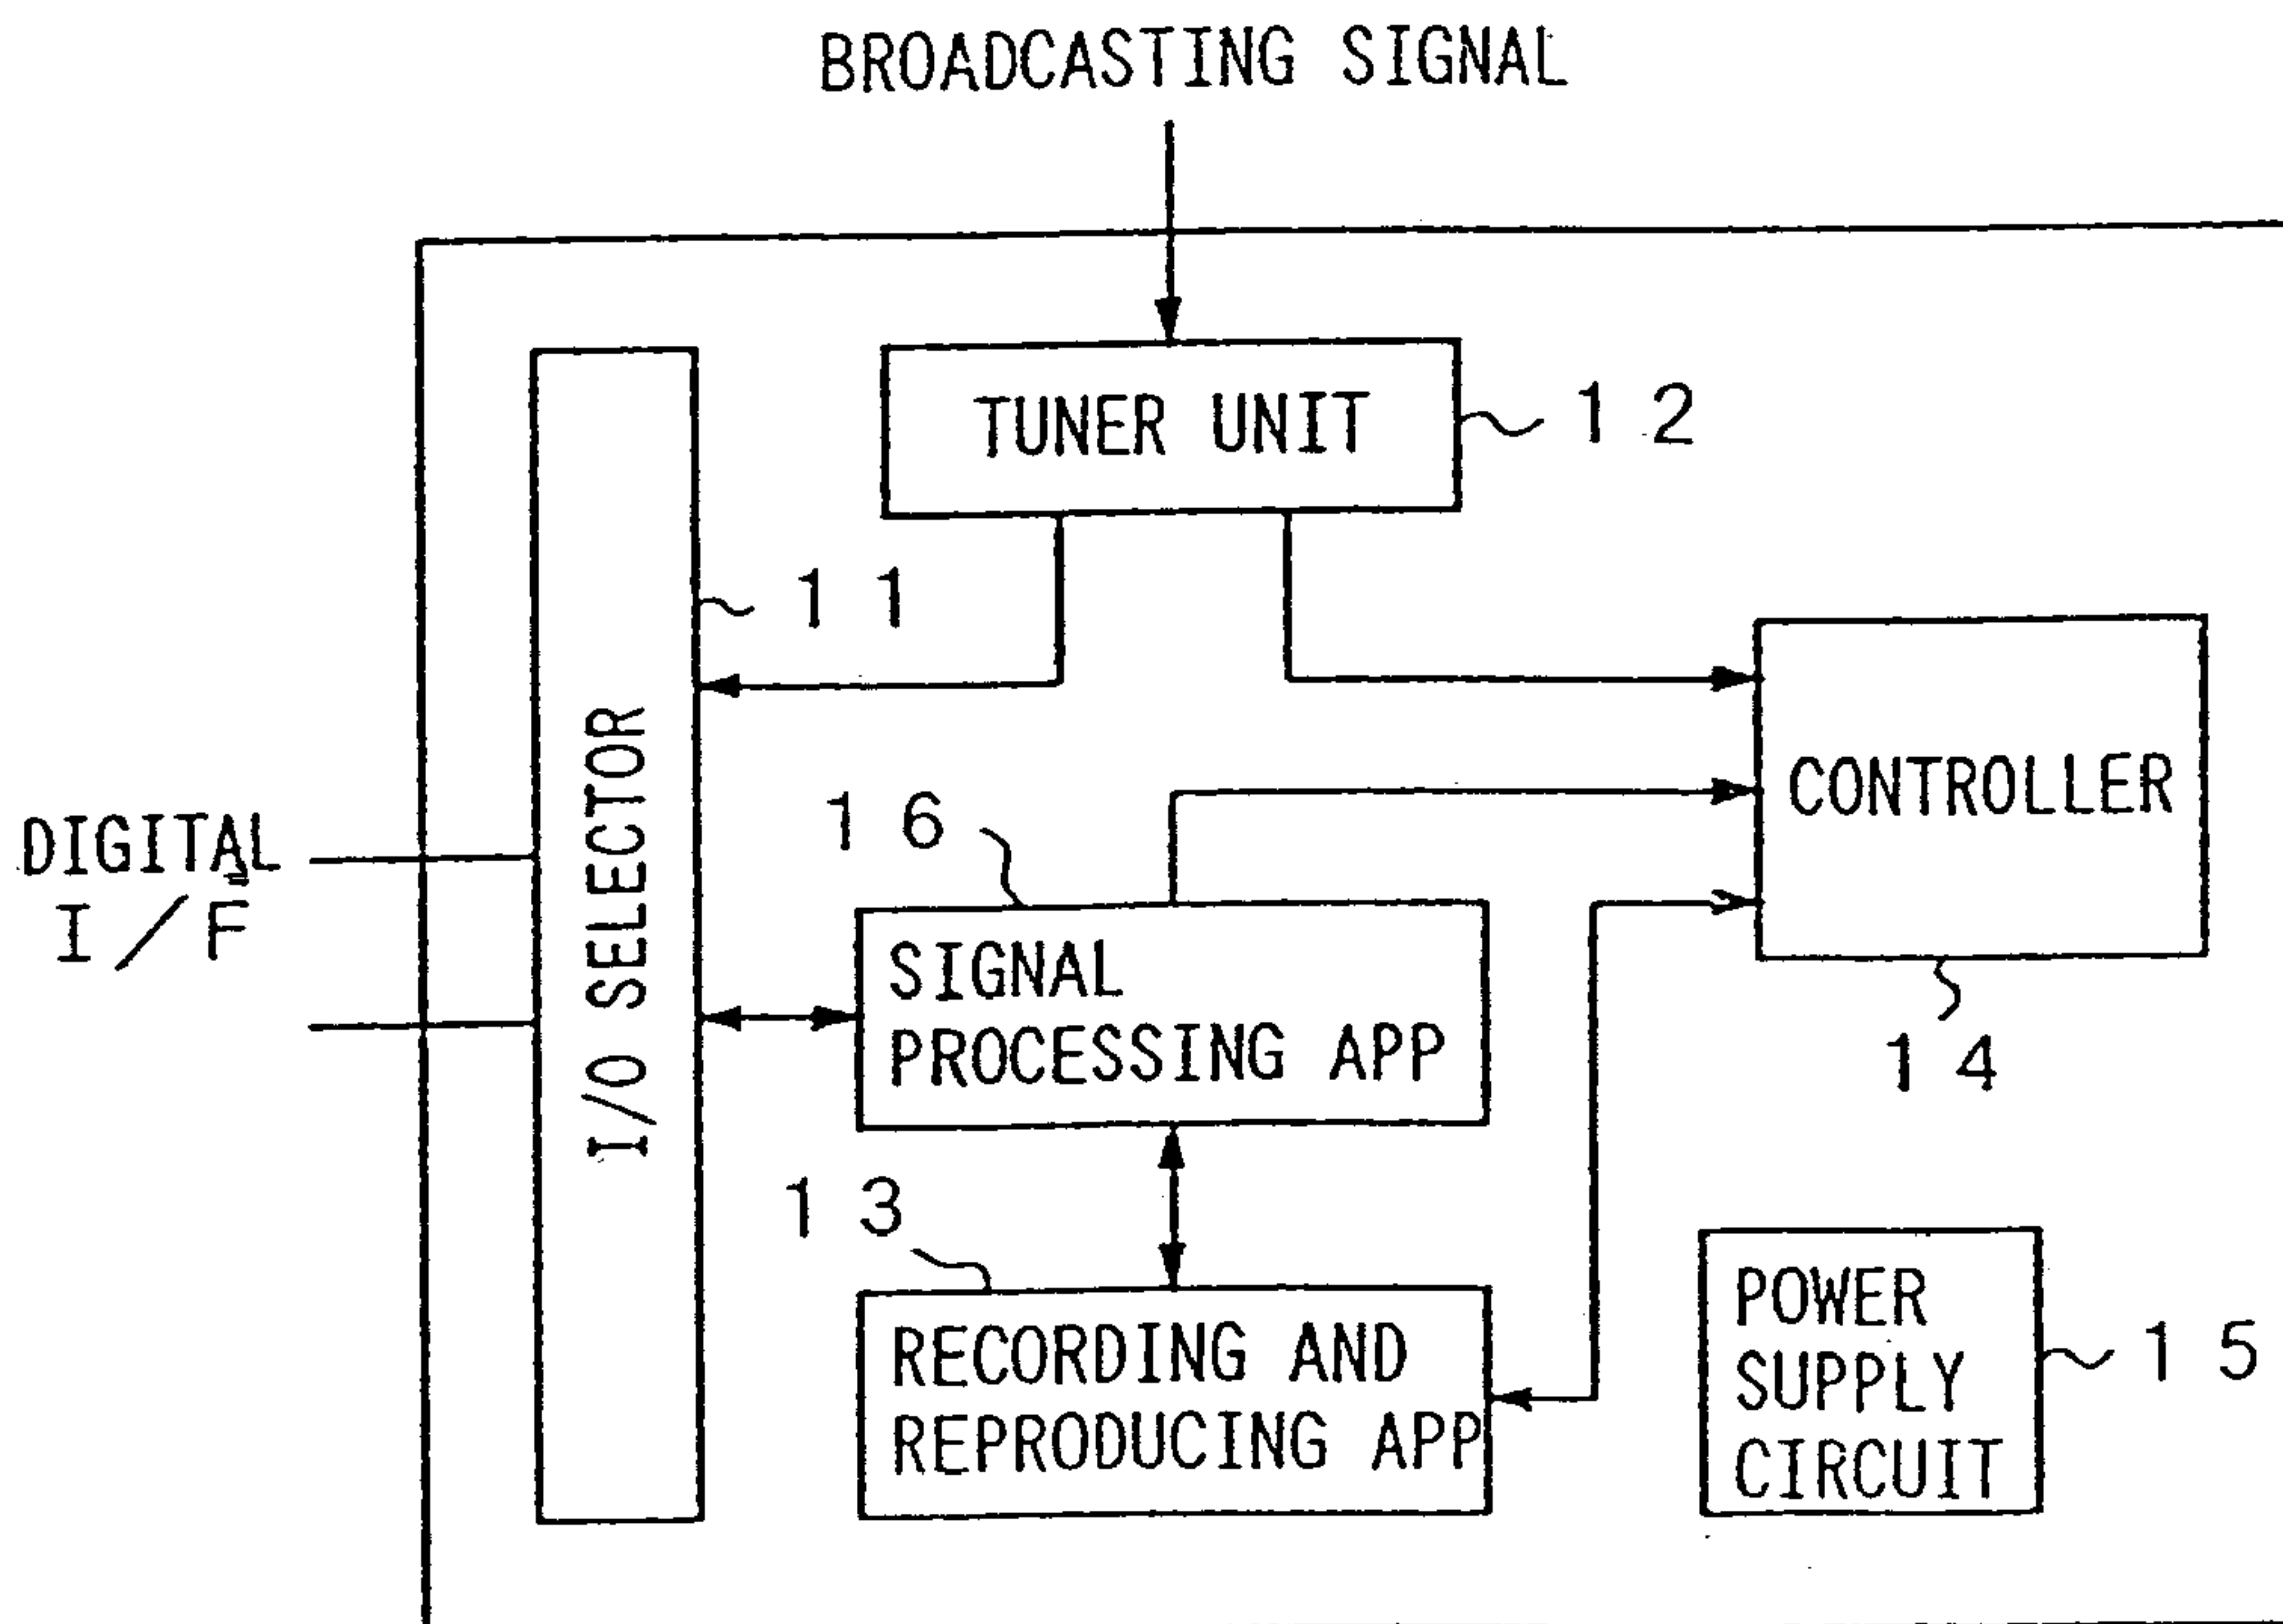 BROADCASTING SIGNAL
TUNER UNIT
12
11
I/O SELECTOR
CONTROLLER
14
16
DIGITAL
I/F
SIGNAL
PROCESSING APP
13
RECORDING AND
REPRODUCING APP
POWER
SUPPLY
CIRCUIT
15